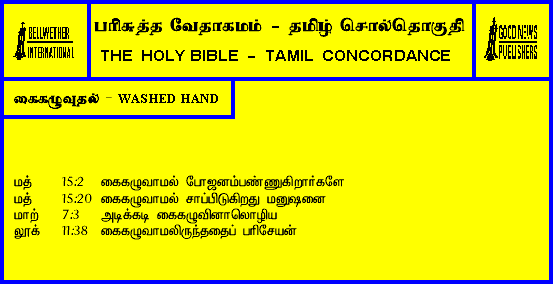 BELLWETHER
INTERNATIONAL
பரிசுத்த வேதாகமம் - தமிழ் சொல்தொகுதி
THE HOLY BIBLE - TAMIL CONCORDANCE
GOOD NEWS
PUBLISHERS
கைகழுவுதல் - WASHED HAND
மத் 15:2 கைகழுவாமல் போஜனம்பண்ணுகிறார்களே
மத் 15:20 கைகழுவாமல் சாப்பிடுகிறது மனுஷனை
மாற் 7:3 அடிக்கடி கைகழுவினாலொழிய
லூக் 11:38 கைகழுவாமலிருந்ததைப் பரிசேயன்